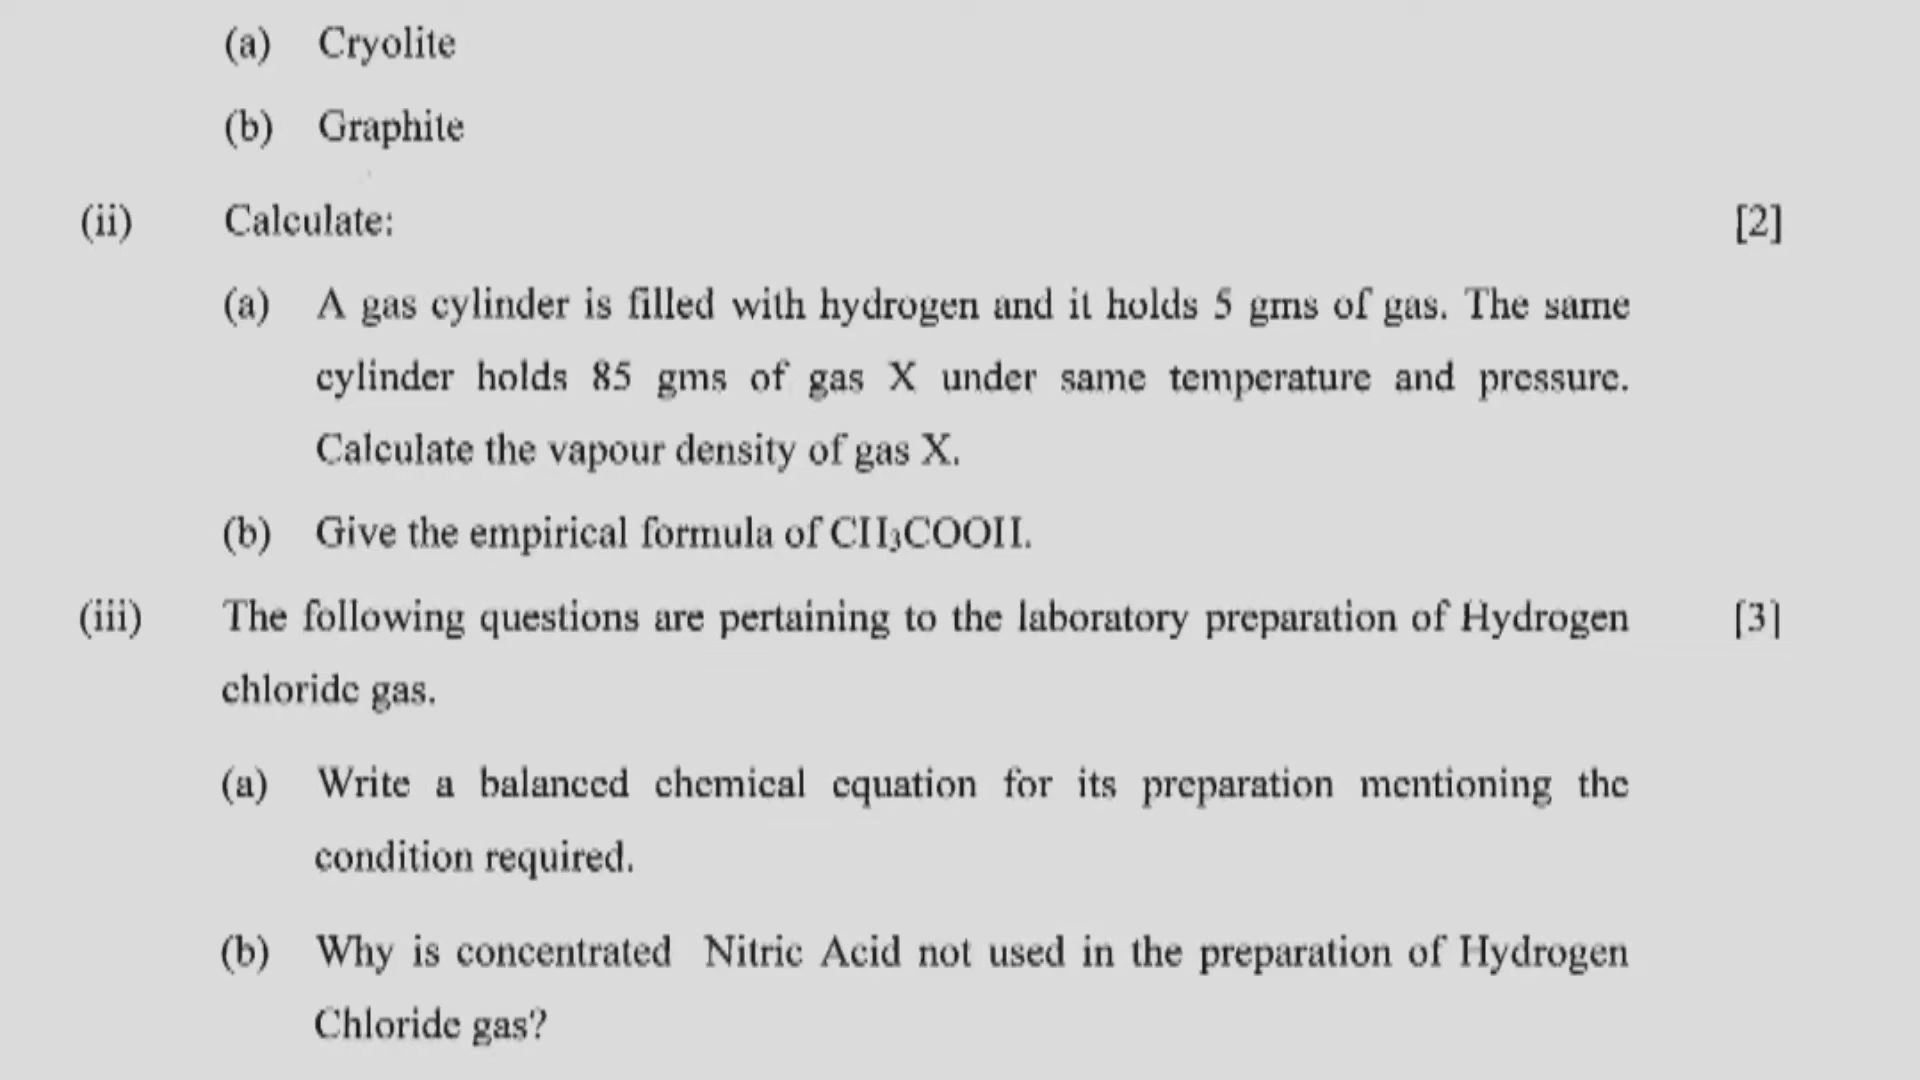 (a) Cryolite
(b) Graphite
(ii) Calculate: [2]
(a) A gas cylinder is filled with hydrogen and it holds 5 gms of gas. The same
cylinder holds 85 gms of gas X under same temperature and pressure.
Calculate the vapour density of gas X.
(b) Give the empirical formula of CH₃COOH.
(iii) The following questions are pertaining to the laboratory preparation of Hydrogen [3]
chloride gas.
(a) Write a balanced chemical equation for its preparation mentioning the
condition required.
(b) Why is concentrated Nitric Acid not used in the preparation of Hydrogen
Chloride gas?